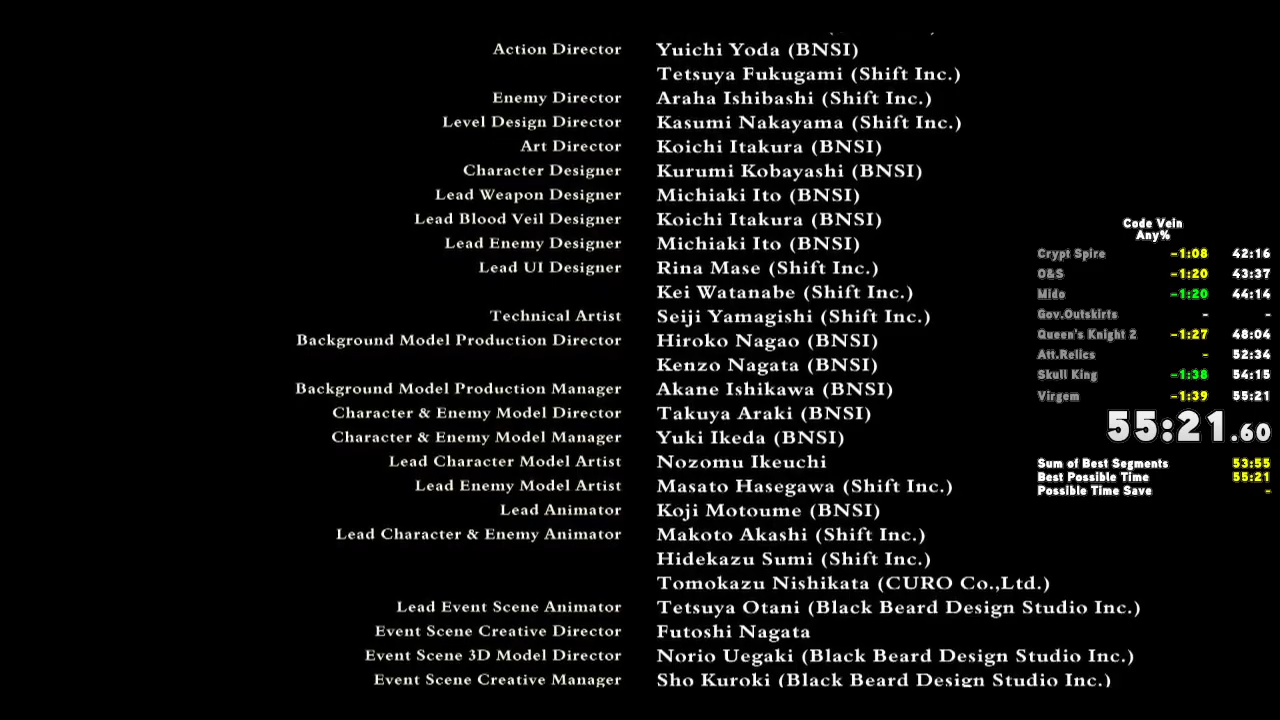 Action Director Yuichi Yoda (BNSI)
Tetsuya Fukugami (Shift Inc.)
Enemy Director Araha Ishibashi (Shift Inc.)
Level Design Director Kasumi Nakayama (Shift Inc.)
Art Director Koichi Itakura (BNSI)
Character Designer Kurumi Kobayashi (BNSI)
Lead Weapon Designer Michiaki Ito (BNSI)
Lead Blood Veil Designer Koichi Itakura (BNSI)
Lead Enemy Designer Michiaki Ito (BNSI)
Lead UI Designer Rina Mase (Shift Inc.)
Kei Watanabe (Shift Inc.)
Technical Artist Seiji Yamagishi (Shift Inc.)
Background Model Production Director Hiroko Nagao (BNSI)
Kenzo Nagata (BNSI)
Background Model Production Manager Akane Ishikawa (BNSI)
Character & Enemy Model Director Takuya Araki (BNSI)
Character & Enemy Model Manager Yuki Ikeda (BNSI)
Lead Character Model Artist Nozomu Ikeuchi
Lead Enemy Model Artist Masato Hasegawa (Shift Inc.)
Lead Animator Koji Motoume (BNSI)
Lead Character & Enemy Animator Makoto Akashi (Shift Inc.)
Hidekazu Sumi (Shift Inc.)
Tomokazu Nishikata (CURO Co.,Ltd.)
Lead Event Scene Animator Tetsuya Otani (Black Beard Design Studio Inc.)
Event Scene Creative Director Futoshi Nagata
Event Scene 3D Model Director Norio Uegaki (Black Beard Design Studio Inc.)
Event Scene Creative Manager Sho Kuroki (Black Beard Design Studio Inc.)
Code Vein
Any%
Crypt Spire -1:08 42:16
O&S -1:20 43:37
Mido -1:20 44:14
Gov.Outskirts - -
Queen's Knight 2 -1:27 48:04
Att.Relics - 52:34
Skull King -1:38 54:15
Virgem -1:39 55:21
55:21.60
Sum of Best Segments 53:55
Best Possible Time 55:21
Possible Time Save -